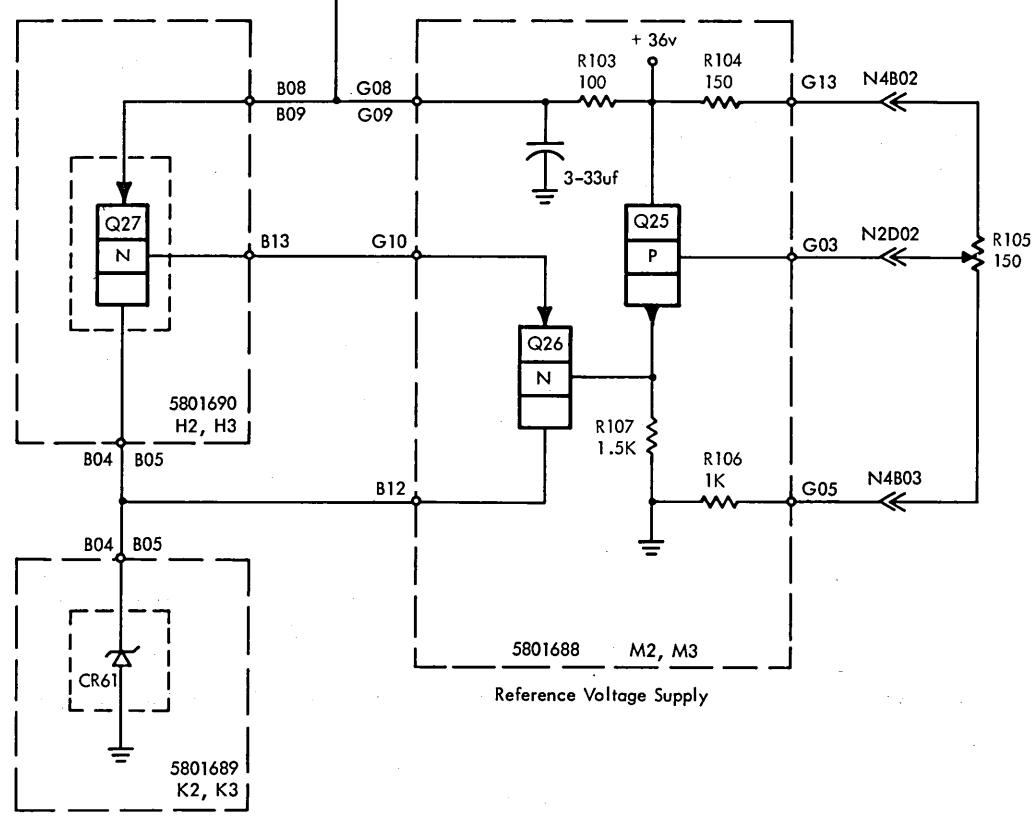 + 36v
R103
100
R104
150
G13
N4B02
B08
G08
B09
G09
3-33uf
Q27
N
B13
G10
Q25
P
G03
N2D02
R105
150
Q26
N
5801690
H2, H3
R107
1.5K
B04
B05
R106
1K
B12
G05
N4B03
B04
B05
CR61
5801688
M2, M3
Reference Voltage Supply
5801689
K2, K3